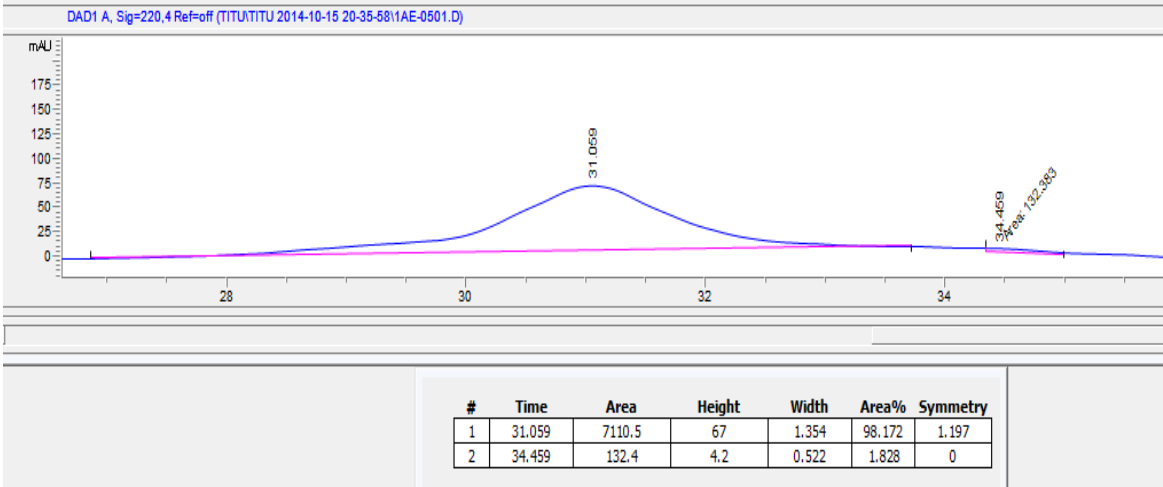 DAD1 A, Sig=220,4 Ref=off (TITU\TITU 2014-10-15 20-35-58\1AE-0501.D)
mAU
175
150
125
100
75
50
25
0
31.059
34.459
Area: 132.383
28 30 32 34
# Time Area Height Width Area% Symmetry
1 31.059 7110.5 67 1.354 98.172 1.197
2 34.459 132.4 4.2 0.522 1.828 0